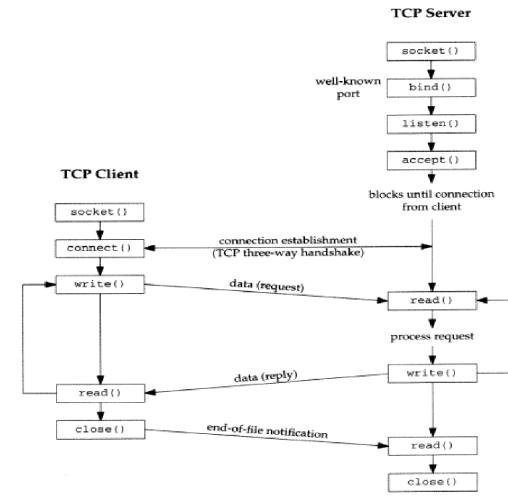 TCP Server
socket()
well-known
port
bind()
listen()
accept()
blocks until connection
from client
TCP Client
socket()
connect()
connection establishment
(TCP three-way handshake)
write()
data (request)
read()
process request
write()
data (reply)
read()
close()
end-of-file notification
read()
close()